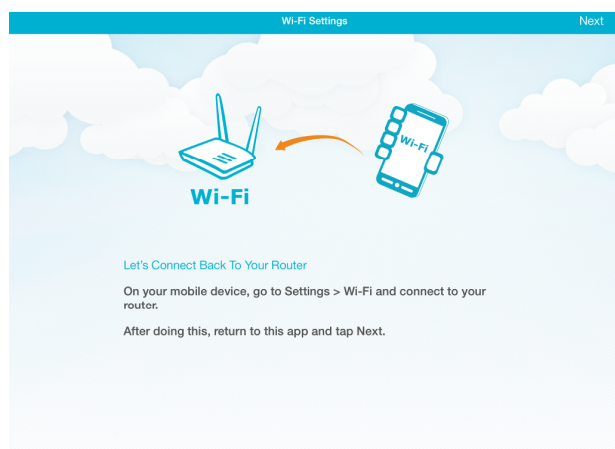 Wi-Fi Settings
Next
Wi-Fi
Wi-Fi
Let's Connect Back To Your Router
On your mobile device, go to Settings > Wi-Fi and connect to your
router.
After doing this, return to this app and tap Next.